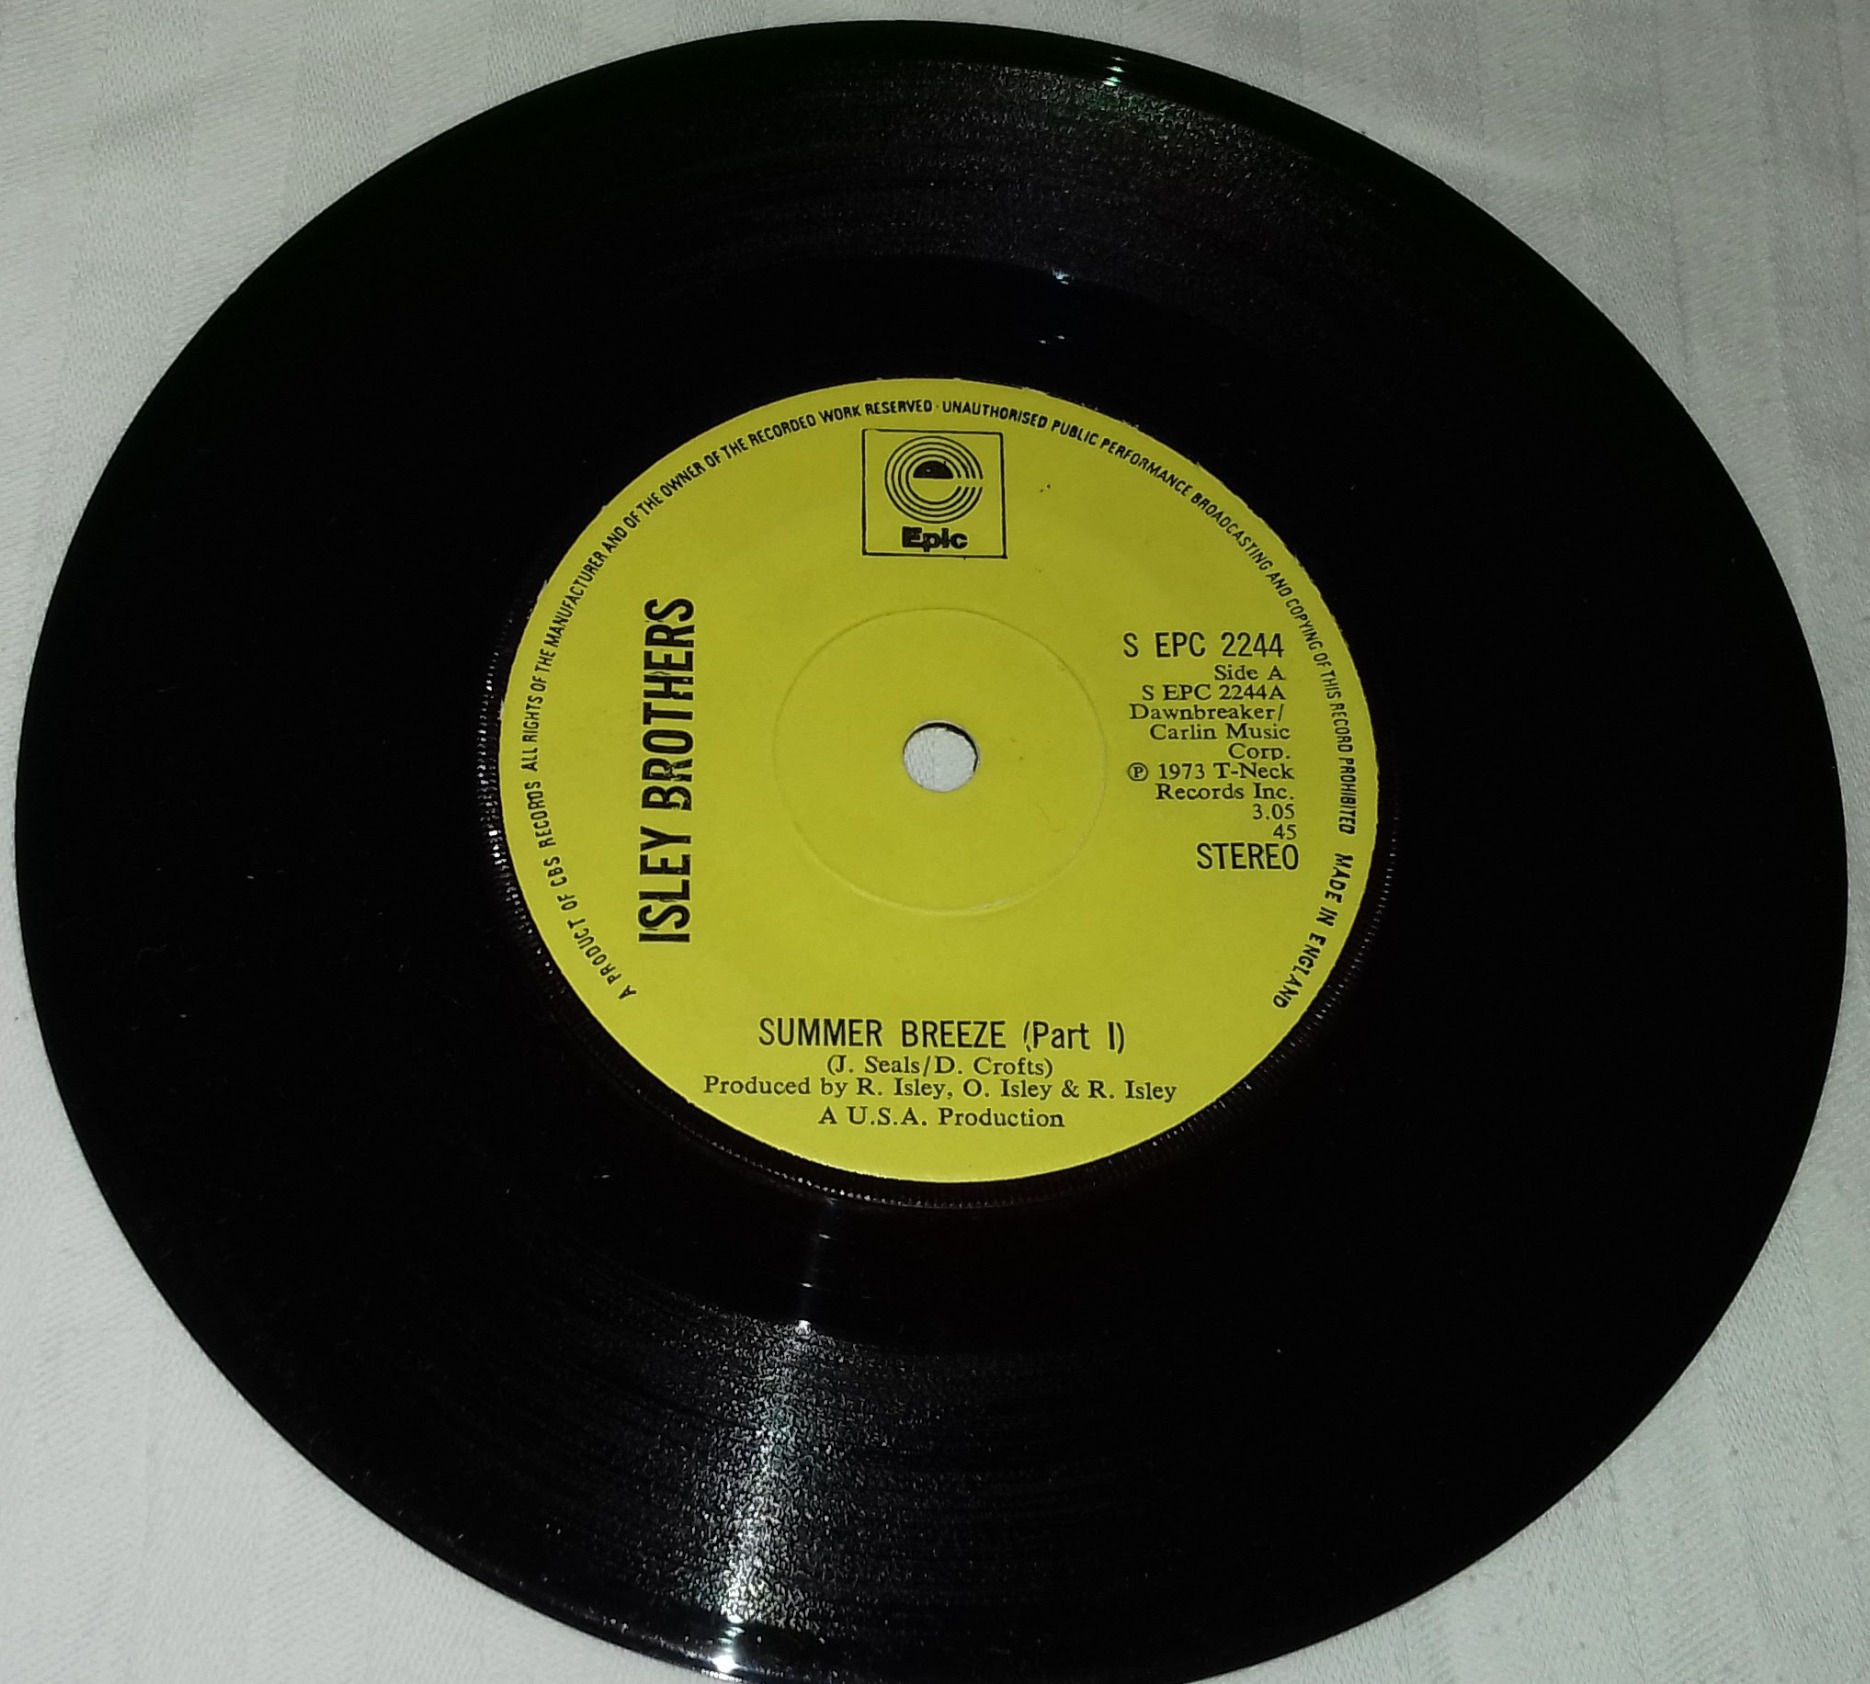 A PRODUCT OF CBS RECORDS ALL RIGHTS OF THE MANUFACTURER AND OF THE OWNER OF THE RECORDED WORK RESERVED · UNAUTHORISED PUBLIC PERFORMANCE BROADCASTING AND COPYING OF THIS RECORD PROHIBITED MADE IN ENGLAND
Epic
ISLEY BROTHERS
S EPC 2244
Side A
S EPC 2244A
Dawnbreaker/
Carlin Music
Corp.
℗ 1973 T-Neck
Records Inc.
3.05
45
STEREO
SUMMER BREEZE (Part I)
(J. Seals/D. Crofts)
Produced by R. Isley, O. Isley & R. Isley
A U.S.A. Production